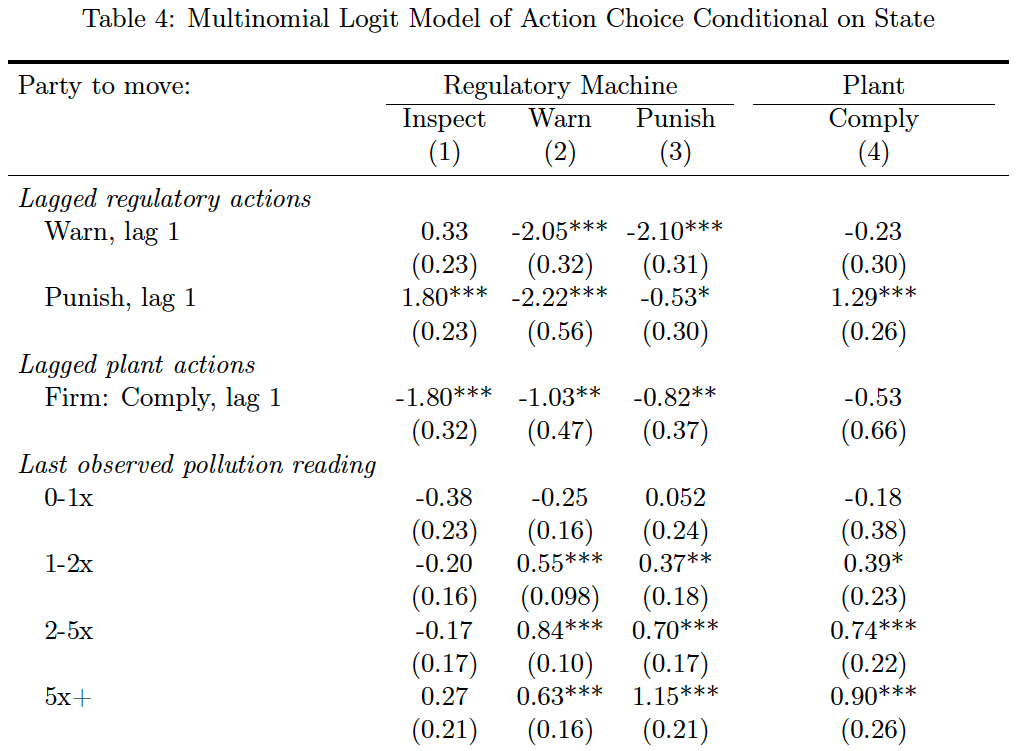 Table 4: Multinomial Logit Model of Action Choice Conditional on State
Party to move: Regulatory Machine Plant
Inspect Warn Punish Comply
(1) (2) (3) (4)
Lagged regulatory actions
Warn, lag 1 0.33 -2.05*** -2.10*** -0.23
(0.23) (0.32) (0.31) (0.30)
Punish, lag 1 1.80*** -2.22*** -0.53* 1.29***
(0.23) (0.56) (0.30) (0.26)
Lagged plant actions
Firm: Comply, lag 1 -1.80*** -1.03** -0.82** -0.53
(0.32) (0.47) (0.37) (0.66)
Last observed pollution reading
0-1x -0.38 -0.25 0.052 -0.18
(0.23) (0.16) (0.24) (0.38)
1-2x -0.20 0.55*** 0.37** 0.39*
(0.16) (0.098) (0.18) (0.23)
2-5x -0.17 0.84*** 0.70*** 0.74***
(0.17) (0.10) (0.17) (0.22)
5x+ 0.27 0.63*** 1.15*** 0.90***
(0.21) (0.16) (0.21) (0.26)